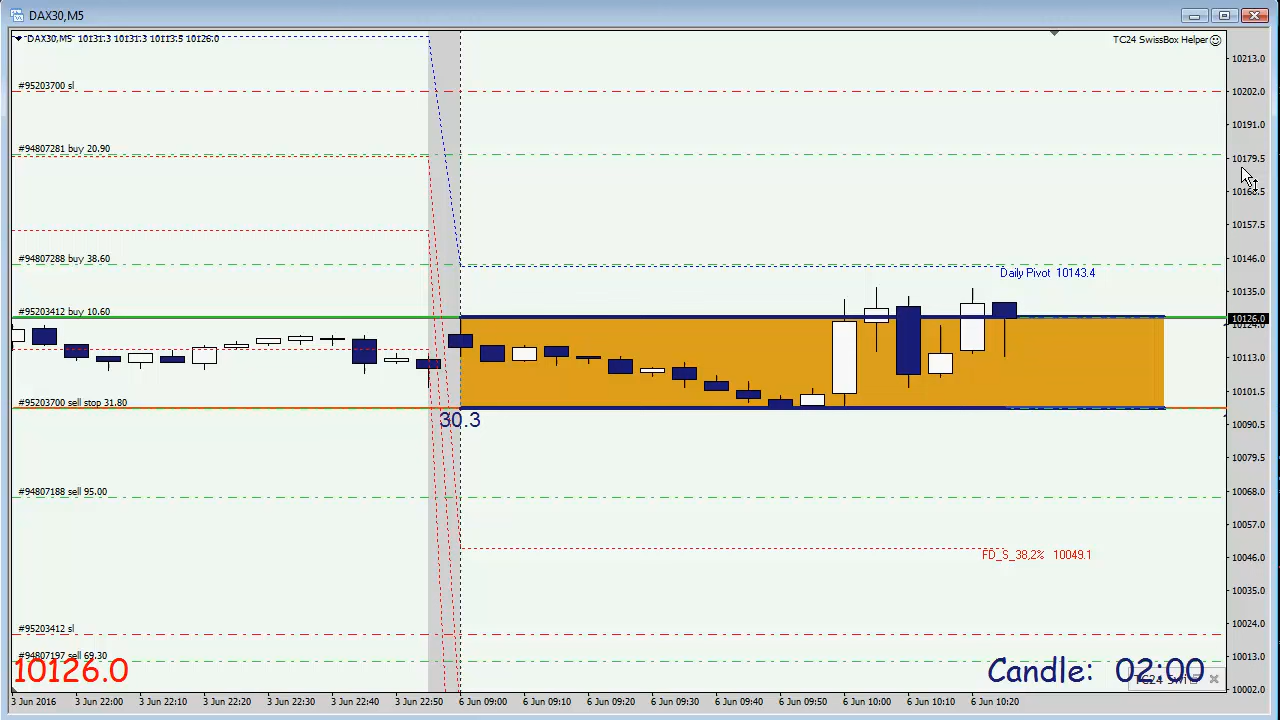 DAX30,M5
DAX30,M5 10131.3 10131.3 10113.5 10126.0
TC24 SwissBox Helper
10213.0
#95203700 sl
10202.0
10191.0
#94807281 buy 20.90
10179.5
10168.5
10157.5
#94807288 buy 38.60
10146.0
Daily Pivot 10143.4
10135.0
#95203412 buy 10.60
10126.0
10124.0
10113.0
10101.5
#95203700 sell stop 31.80
30.3
10090.5
10079.5
#94807188 sell 95.00
10068.0
10057.0
FD_S_38,2% 10049.1
10046.0
10035.0
10024.0
#95203412 sl
10013.0
#94807197 sell 69.30
10126.0
Candle: 02:00
10002.0
3 Jun 2016 3 Jun 22:00 3 Jun 22:10 3 Jun 22:20 3 Jun 22:30 3 Jun 22:40 3 Jun 22:50 6 Jun 09:00 6 Jun 09:10 6 Jun 09:20 6 Jun 09:30 6 Jun 09:40 6 Jun 09:50 6 Jun 10:00 6 Jun 10:10 6 Jun 10:20